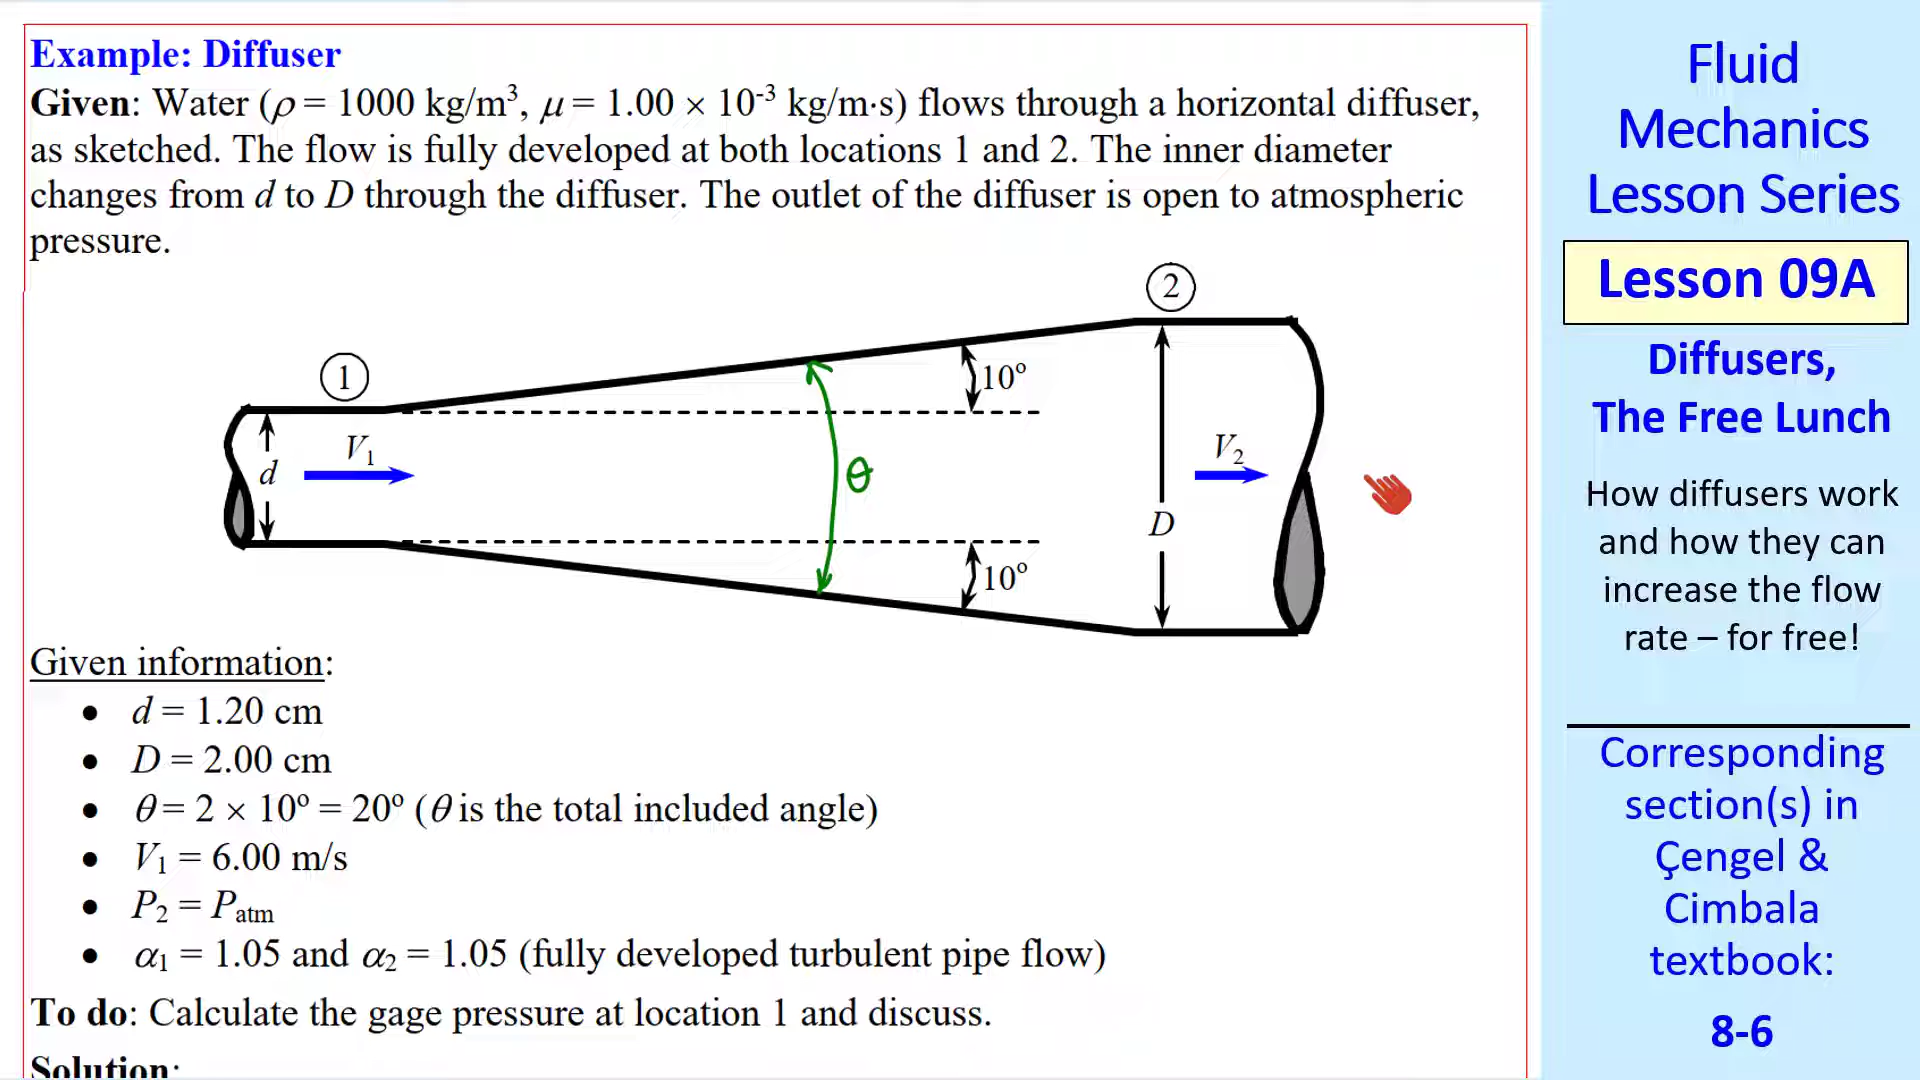 Example: Diffuser
Given: Water (ρ = 1000 kg/m³, μ = 1.00 × 10⁻³ kg/m·s) flows through a horizontal diffuser,
as sketched. The flow is fully developed at both locations 1 and 2. The inner diameter
changes from d to D through the diffuser. The outlet of the diffuser is open to atmospheric
pressure.
2
1
10º
V₁
d
θ
V₂
D
10º
Given information:
• d = 1.20 cm
• D = 2.00 cm
• θ = 2 × 10º = 20º (θ is the total included angle)
• V₁ = 6.00 m/s
• P₂ = Patm
• α₁ = 1.05 and α₂ = 1.05 (fully developed turbulent pipe flow)
To do: Calculate the gage pressure at location 1 and discuss.
Solution:
Fluid
Mechanics
Lesson Series
Lesson 09A
Diffusers,
The Free Lunch
How diffusers work
and how they can
increase the flow
rate – for free!
Corresponding
section(s) in
Çengel &
Cimbala
textbook:
8-6